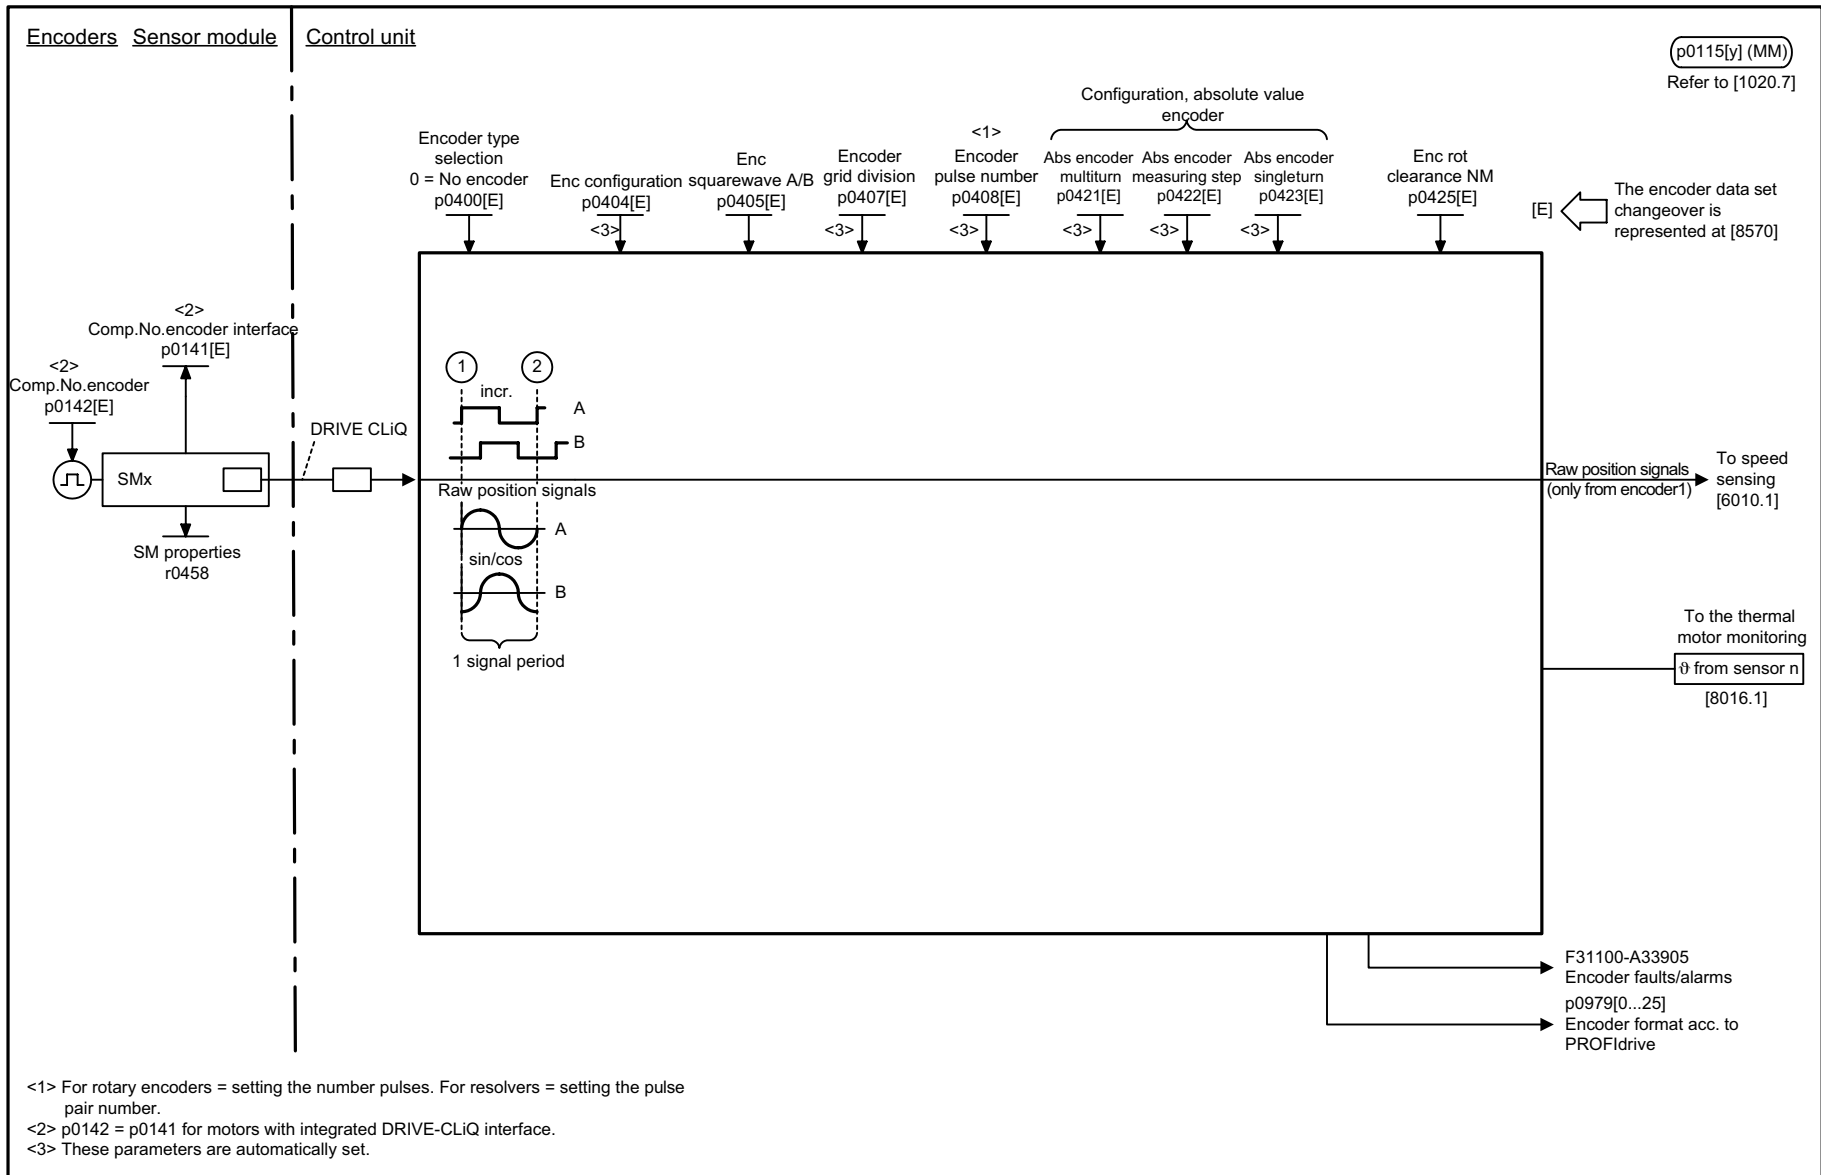 Encoders Sensor module Control unit
p0115[y] (MM)
Refer to [1020.7]
Configuration, absolute value
encoder
Encoder type
selection
0 = No encoder
p0400[E]
Enc configuration
p0404[E]
<3>
Enc
squarewave A/B
p0405[E]
Encoder
grid division
p0407[E]
<3>
<1>
Encoder
pulse number
p0408[E]
<3>
Abs encoder
multiturn
p0421[E]
<3>
Abs encoder
measuring step
p0422[E]
<3>
Abs encoder
singleturn
p0423[E]
<3>
Enc rot
clearance NM
p0425[E]
[E]
The encoder data set
changeover is
represented at [8570]
<2>
Comp.No.encoder interface
p0141[E]
<2>
Comp.No.encoder
p0142[E]
SMx
SM properties
r0458
DRIVE CLiQ
1
2
incr.
A
B
Raw position signals
A
sin/cos
B
1 signal period
Raw position signals
(only from encoder1)
To speed
sensing
[6010.1]
To the thermal
motor monitoring
ϑ from sensor n
[8016.1]
F31100-A33905
Encoder faults/alarms
p0979[0...25]
Encoder format acc. to
PROFIdrive
<1> For rotary encoders = setting the number pulses. For resolvers = setting the pulse
pair number.
<2> p0142 = p0141 for motors with integrated DRIVE-CLiQ interface.
<3> These parameters are automatically set.